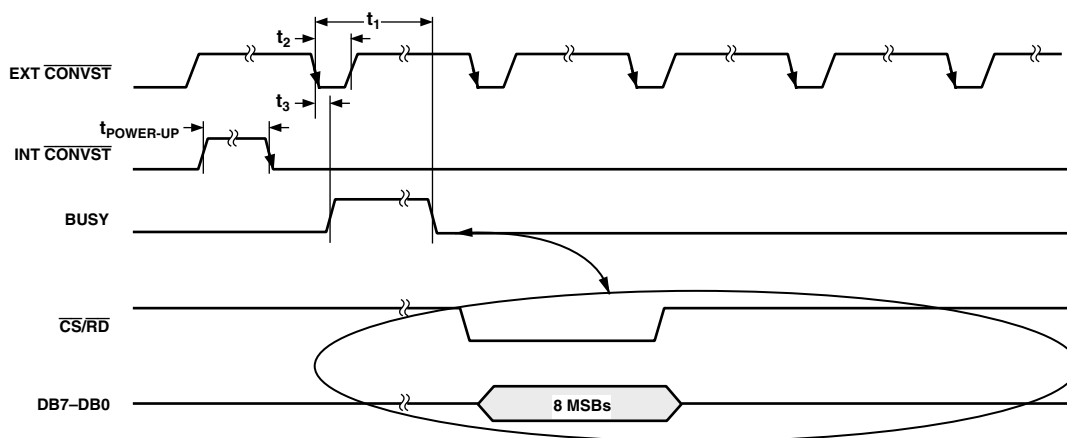 t₁
t₂
EXT CONVST
t₃
tPOWER-UP
INT CONVST
BUSY
CS/RD
8 MSBs
DB7–DB0